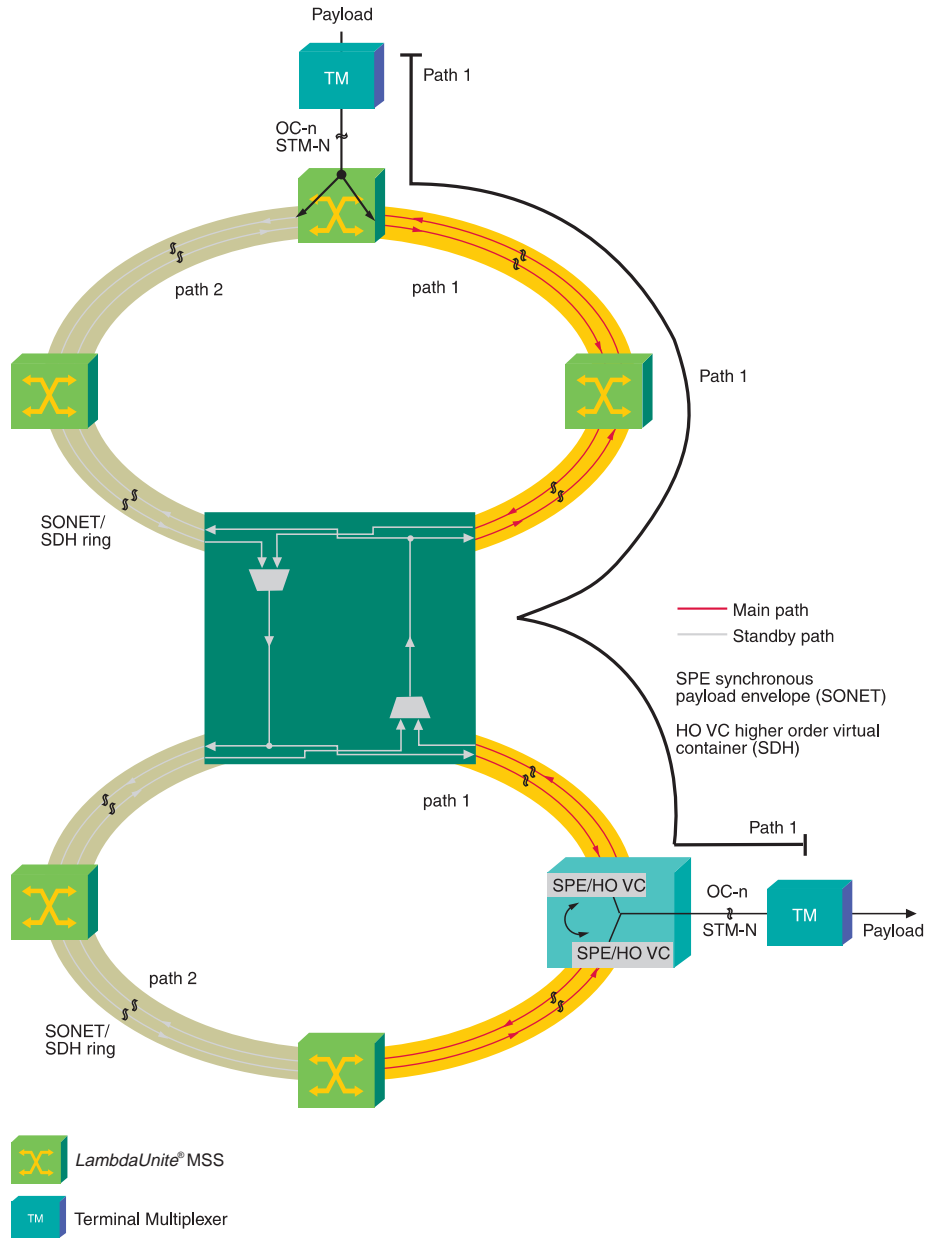 Payload
TM
Path 1
OC-n
STM-N
path 2
path 1
Path 1
SONET/
SDH ring
Main path
Standby path
SPE synchronous
payload envelope (SONET)
HO VC higher order virtual
container (SDH)
path 1
Path 1
SPE/HO VC
SPE/HO VC
OC-n
STM-N
TM
Payload
path 2
SONET/
SDH ring
LambdaUnite® MSS
TM
Terminal Multiplexer